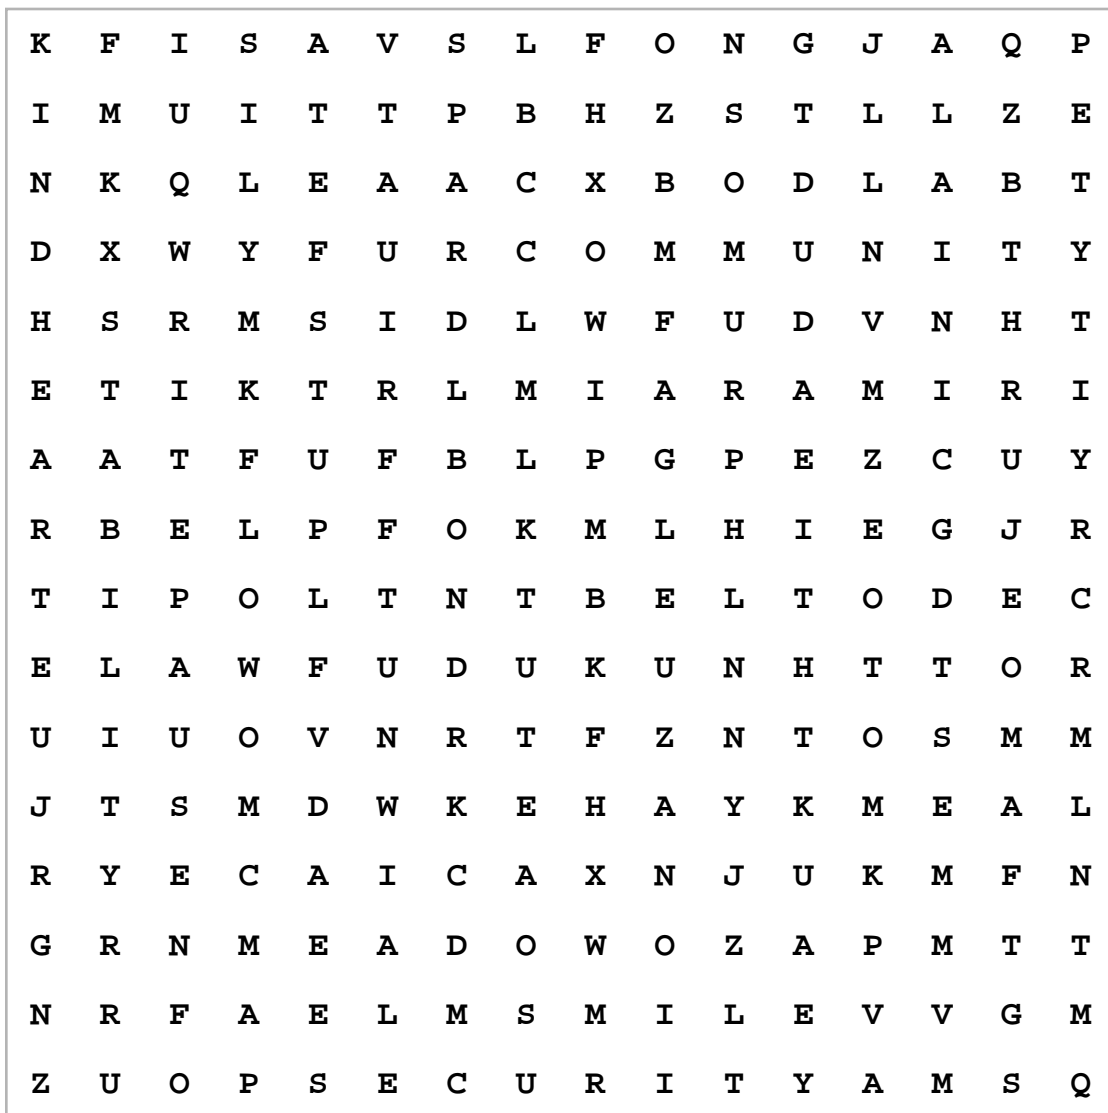 K F I S A V S L F O N G J A Q P
I M U I T T P B H Z S T L L Z E
N K Q L E A A C X B O D L A B T
D X W Y F U R C O M M U N I T Y
H S R M S I D L W F U D V N H T
E T I K T R L M I A R A M I R I
A A T F U F B L P G P E Z C U Y
R B E L P F O K M L H I E G J R
T I P O L T N T B E L T O D E C
E L A W F U D U K U N H T T O R
U I U O V N R T F Z N T O S M M
J T S M D W K E H A Y K M E A L
R Y E C A I C A X N J U K M F N
G R N M E A D O W O Z A P M T T
N R F A E L M S M I L E V V G M
Z U O P S E C U R I T Y A M S Q